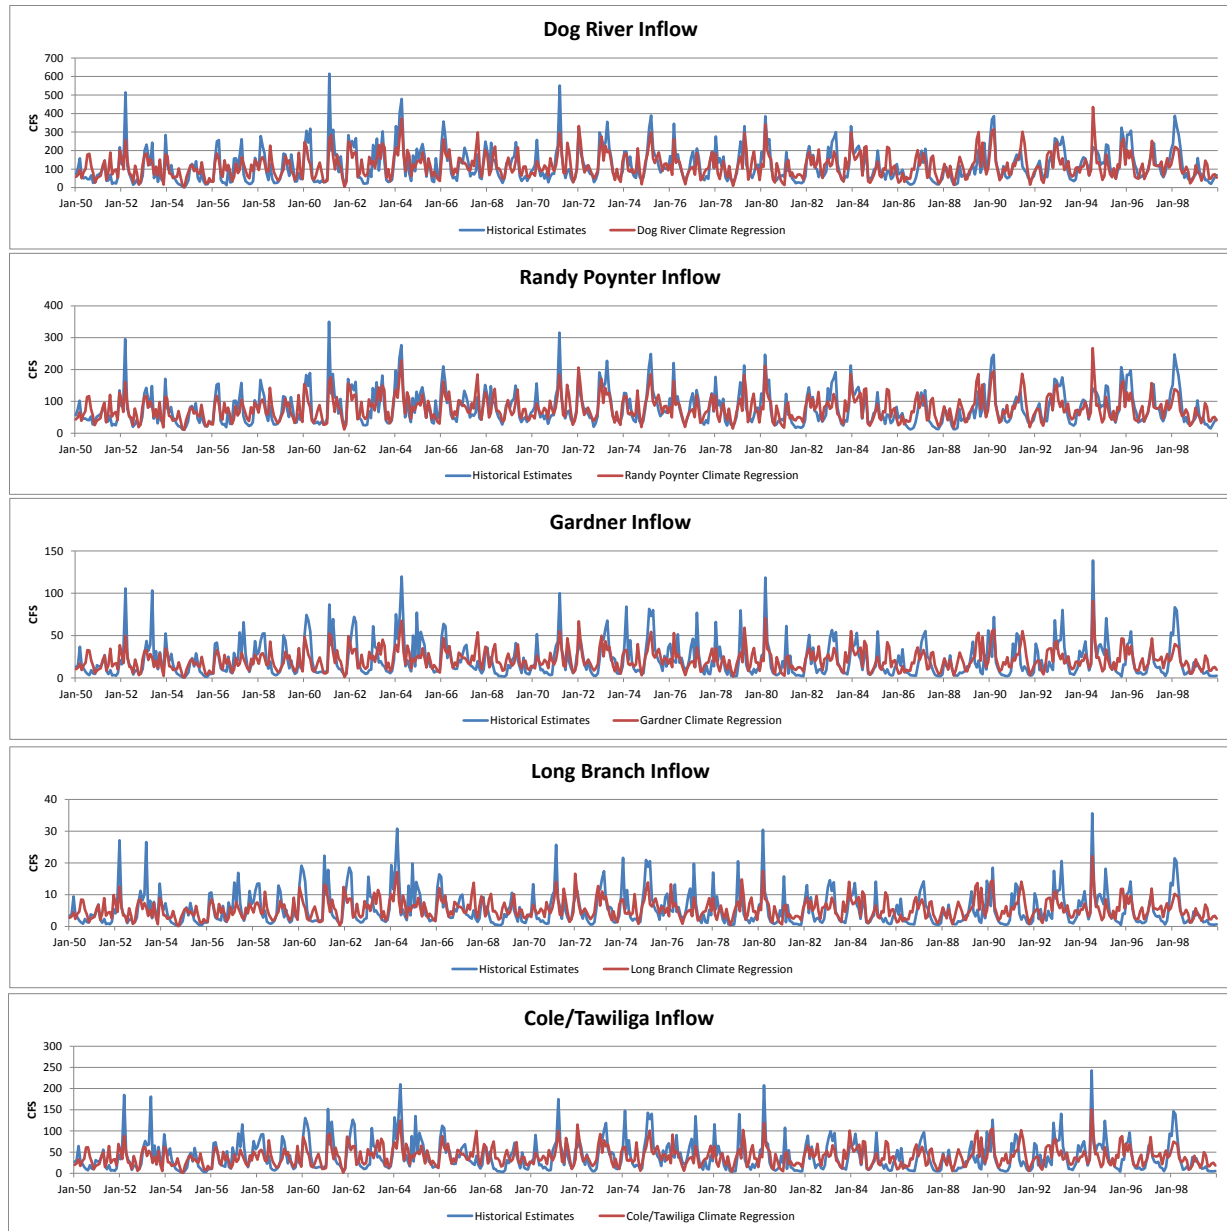 Dog River Inflow
700
600
500
400
300
200
100
0
CFS
Jan-50 Jan-52 Jan-54 Jan-56 Jan-58 Jan-60 Jan-62 Jan-64 Jan-66 Jan-68 Jan-70 Jan-72 Jan-74 Jan-76 Jan-78 Jan-80 Jan-82 Jan-84 Jan-86 Jan-88 Jan-90 Jan-92 Jan-94 Jan-96 Jan-98
Historical Estimates Dog River Climate Regression
Randy Poynter Inflow
400
300
200
100
0
CFS
Jan-50 Jan-52 Jan-54 Jan-56 Jan-58 Jan-60 Jan-62 Jan-64 Jan-66 Jan-68 Jan-70 Jan-72 Jan-74 Jan-76 Jan-78 Jan-80 Jan-82 Jan-84 Jan-86 Jan-88 Jan-90 Jan-92 Jan-94 Jan-96 Jan-98
Historical Estimates Randy Poynter Climate Regression
Gardner Inflow
150
100
50
0
CFS
Jan-50 Jan-52 Jan-54 Jan-56 Jan-58 Jan-60 Jan-62 Jan-64 Jan-66 Jan-68 Jan-70 Jan-72 Jan-74 Jan-76 Jan-78 Jan-80 Jan-82 Jan-84 Jan-86 Jan-88 Jan-90 Jan-92 Jan-94 Jan-96 Jan-98
Historical Estimates Gardner Climate Regression
Long Branch Inflow
40
30
20
10
0
CFS
Jan-50 Jan-52 Jan-54 Jan-56 Jan-58 Jan-60 Jan-62 Jan-64 Jan-66 Jan-68 Jan-70 Jan-72 Jan-74 Jan-76 Jan-78 Jan-80 Jan-82 Jan-84 Jan-86 Jan-88 Jan-90 Jan-92 Jan-94 Jan-96 Jan-98
Historical Estimates Long Branch Climate Regression
Cole/Tawiliga Inflow
300
250
200
150
100
50
0
CFS
Jan-50 Jan-52 Jan-54 Jan-56 Jan-58 Jan-60 Jan-62 Jan-64 Jan-66 Jan-68 Jan-70 Jan-72 Jan-74 Jan-76 Jan-78 Jan-80 Jan-82 Jan-84 Jan-86 Jan-88 Jan-90 Jan-92 Jan-94 Jan-96 Jan-98
Historical Estimates Cole/Tawiliga Climate Regression